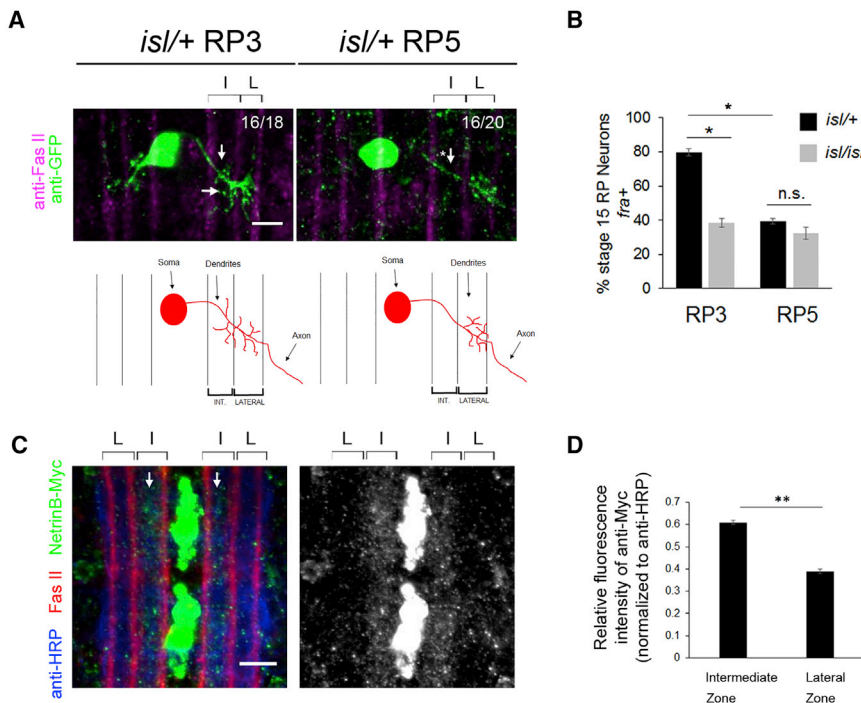 A
isl/+ RP3
isl/+ RP5
I L
I L
anti-Fas II
anti-GFP
16/18
16/20
*
Soma
Dendrites
Axon
INT.
LATERAL
Soma
Dendrites
Axon
INT.
LATERAL
B
% stage 15 RP Neurons
fra+
100
80
60
40
20
0
*
*
n.s.
isl/+
isl/isl
RP3
RP5
C
L I I L
L I I L
anti-HRP Fas II NetrinB-Myc
D
Relative fluorescence
intensity of anti-Myc
(normalized to anti-HRP)
0.7
0.6
0.5
0.4
0.3
0.2
0.1
0
**
Intermediate
Zone
Lateral
Zone